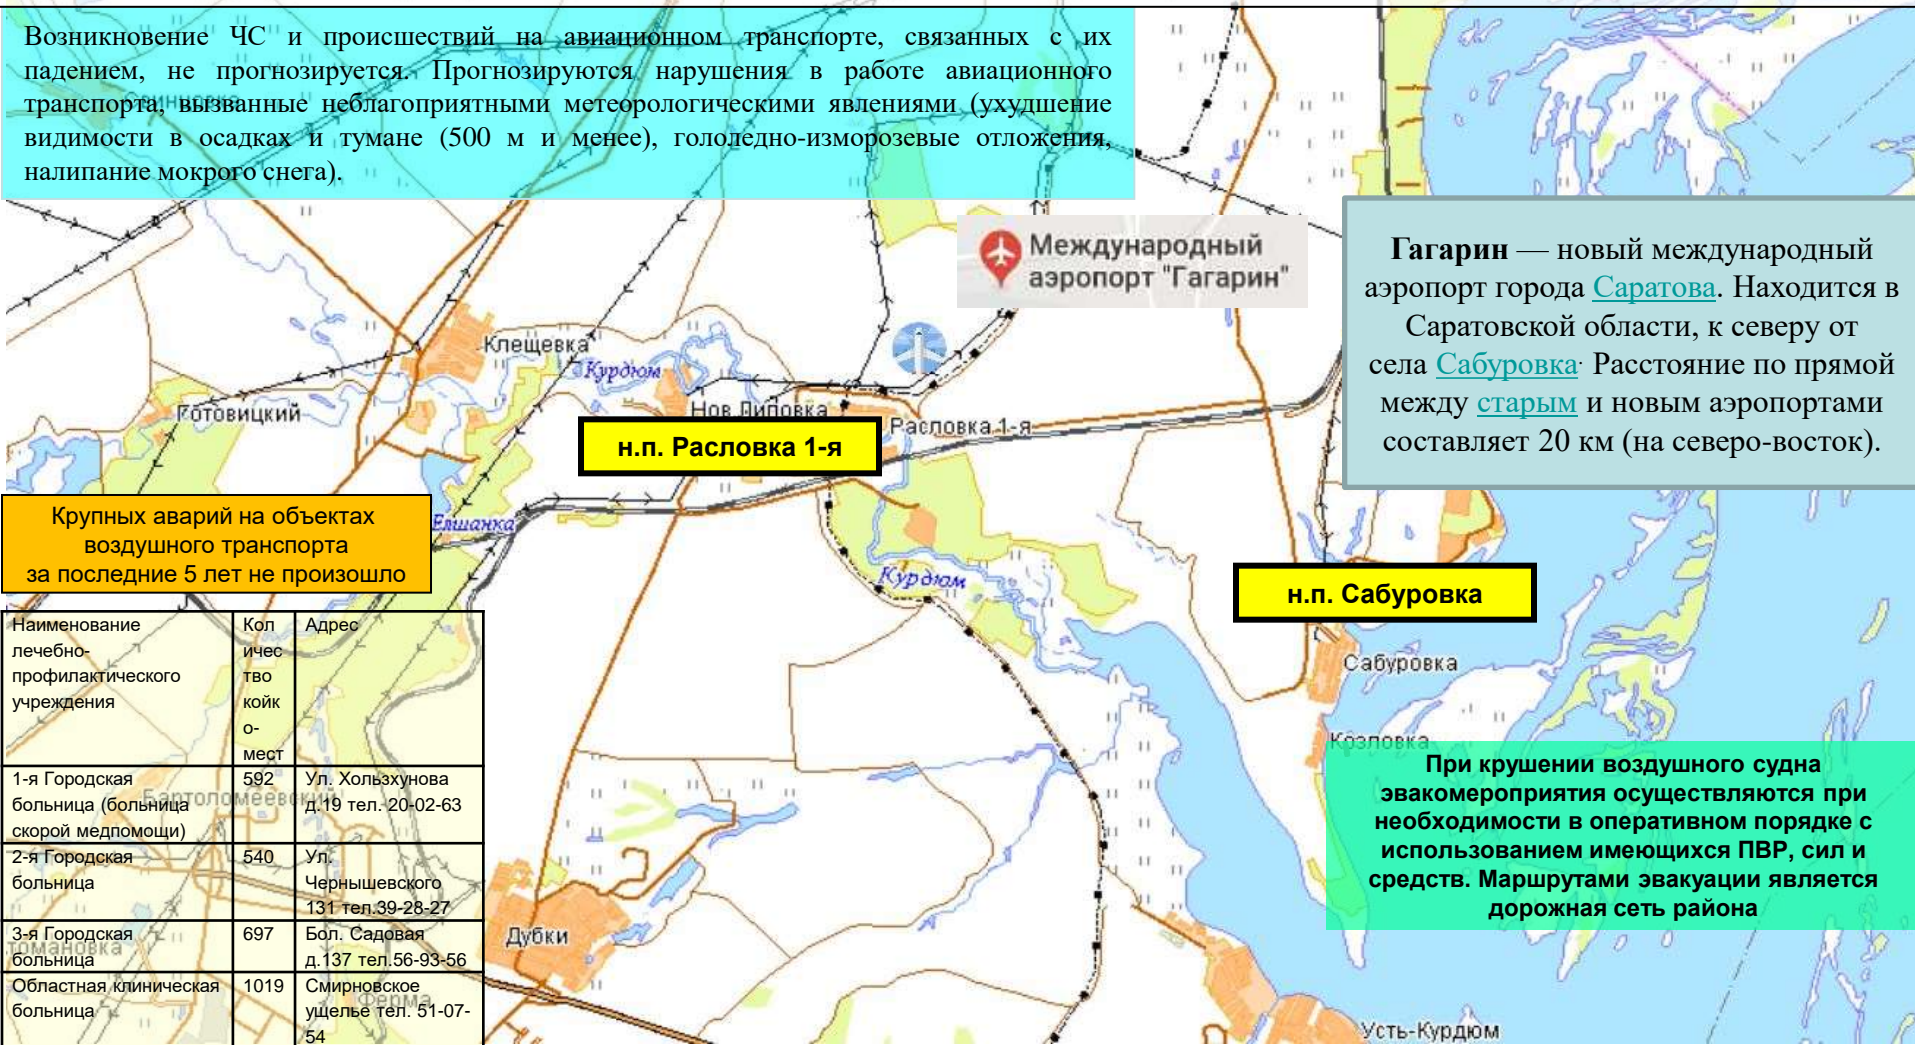 Возникновение ЧС и происшествий на авиационном транспорте, связанных с их
падением, не прогнозируется. Прогнозируются нарушения в работе авиационного
транспорта, вызванные неблагоприятными метеорологическими явлениями (ухудшение
видимости в осадках и тумане (500 м и менее), гололедно-изморозевые отложения,
налипание мокрого снега).
Международный
аэропорт "Гагарин"
Гагарин — новый международный
аэропорт города Саратова. Находится в
Саратовской области, к северу от
села Сабуровка. Расстояние по прямой
между старым и новым аэропортами
составляет 20 км (на северо-восток).
Клещевка
Курдюм
Готовицкий
Нов Липовка
Расловка 1-я
н.п. Расловка 1-я
Елшанка
Крупных аварий на объектах
воздушного транспорта
за последние 5 лет не произошло
Курдюм
н.п. Сабуровка
Сабуровка
Козловка
Наименование
лечебно-
профилактического
учреждения
Кол
ичес
тво
койк
о-
мест
Адрес
1-я Городская
больница (больница
скорой медпомощи)
592
Ул. Хользхунова
д.19 тел. 20-02-63
2-я Городская
больница
540
Ул.
Чернышевского
131 тел.39-28-27
3-я Городская
больница
697
Бол. Садовая
д.137 тел.56-93-56
Областная клиническая
больница
1019
Смирновское
ущелье тел. 51-07-
54
При крушении воздушного судна
эвакомероприятия осуществляются при
необходимости в оперативном порядке с
использованием имеющихся ПВР, сил и
средств. Маршрутами эвакуации является
дорожная сеть района
Дубки
Ферма
Усть-Курдюм